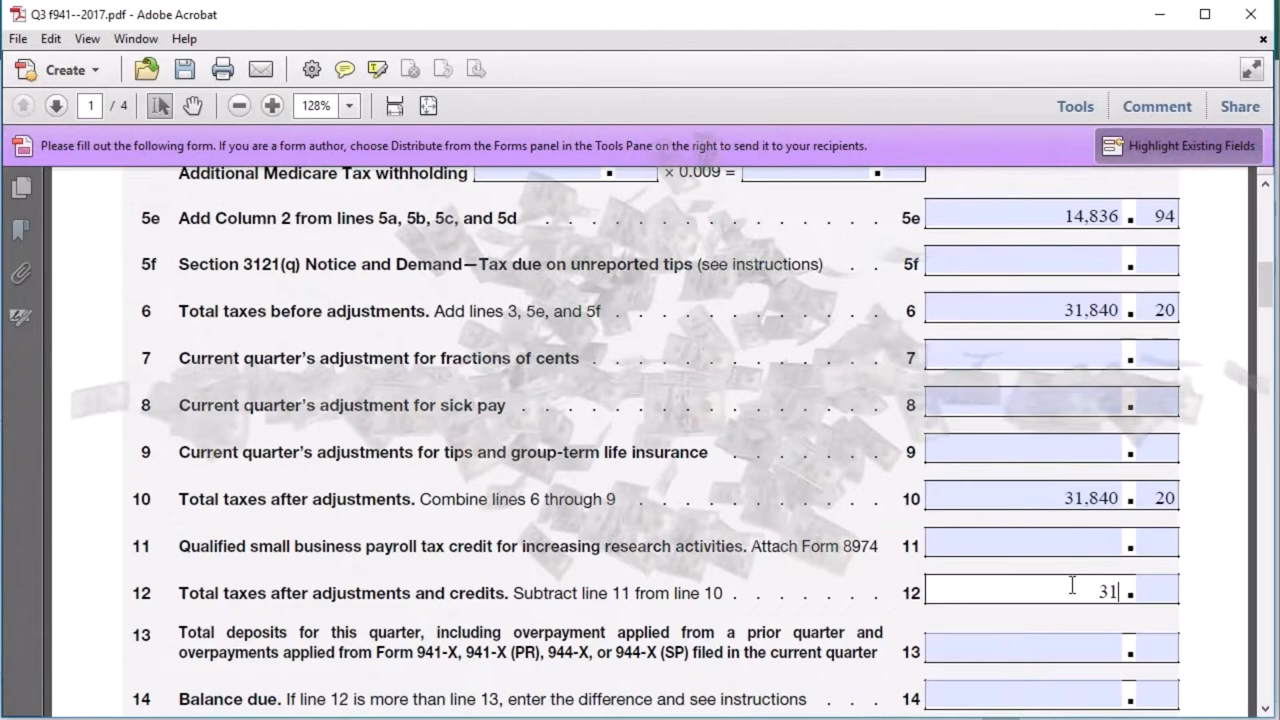 Q3 f941--2017.pdf - Adobe Acrobat
File Edit View Window Help
Create
1 / 4 128% Tools Comment Share
Please fill out the following form. If you are a form author, choose Distribute from the Forms panel in the Tools Pane on the right to send it to your recipients. Highlight Existing Fields
Additional Medicare Tax withholding . × 0.009 = .
5e Add Column 2 from lines 5a, 5b, 5c, and 5d 5e 14,836 . 94
5f Section 3121(q) Notice and Demand—Tax due on unreported tips (see instructions) 5f .
6 Total taxes before adjustments. Add lines 3, 5e, and 5f 6 31,840 . 20
7 Current quarter's adjustment for fractions of cents 7 .
8 Current quarter's adjustment for sick pay 8 .
9 Current quarter's adjustments for tips and group-term life insurance 9 .
10 Total taxes after adjustments. Combine lines 6 through 9 10 31,840 . 20
11 Qualified small business payroll tax credit for increasing research activities. Attach Form 8974 11 .
12 Total taxes after adjustments and credits. Subtract line 11 from line 10 12 31 .
13 Total deposits for this quarter, including overpayment applied from a prior quarter and
overpayments applied from Form 941-X, 941-X (PR), 944-X, or 944-X (SP) filed in the current quarter 13 .
14 Balance due. If line 12 is more than line 13, enter the difference and see instructions 14 .